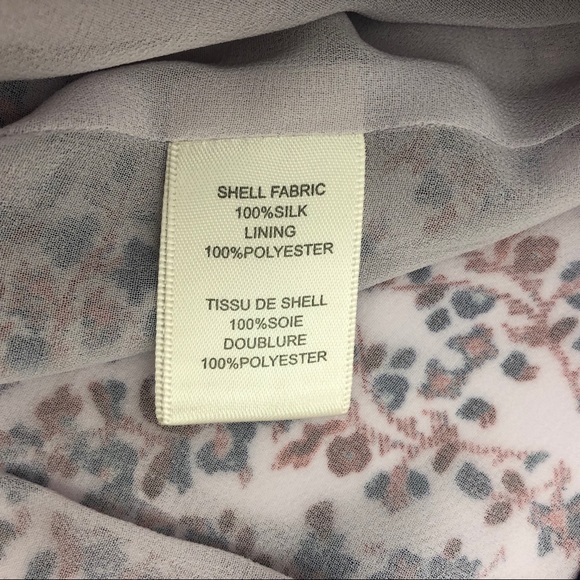 SHELL FABRIC
100%SILK
LINING
100%POLYESTER
TISSU DE SHELL
100%SOIE
DOUBLURE
100%POLYESTER